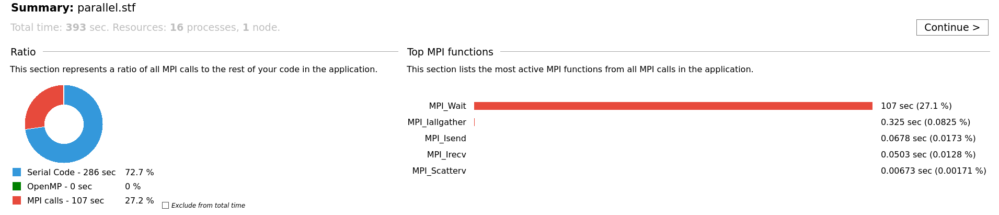 Summary: parallel.stf
Total time: 393 sec. Resources: 16 processes, 1 node.
Continue >
Ratio
This section represents a ratio of all MPI calls to the rest of your code in the application.
Serial Code - 286 sec 72.7 %
OpenMP - 0 sec 0 %
MPI calls - 107 sec 27.2 %
Exclude from total time
Top MPI functions
This section lists the most active MPI functions from all MPI calls in the application.
MPI_Wait 107 sec (27.1 %)
MPI_Iallgather 0.325 sec (0.0825 %)
MPI_Isend 0.0678 sec (0.0173 %)
MPI_Irecv 0.0503 sec (0.0128 %)
MPI_Scatterv 0.00673 sec (0.00171 %)